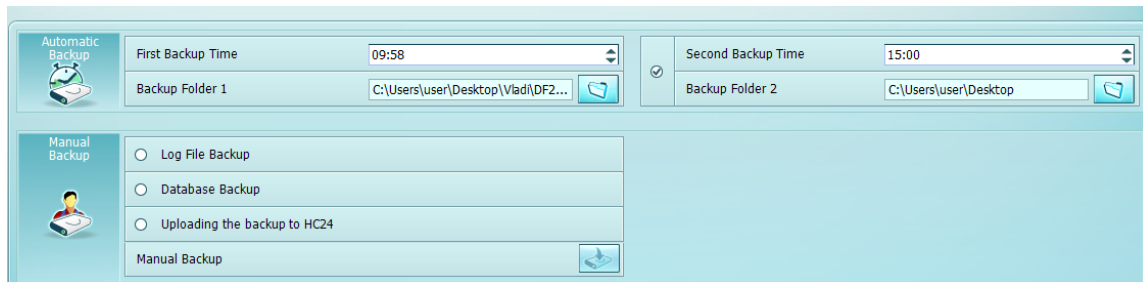 Automatic
Backup
First Backup Time
09:58
Second Backup Time
15:00
Backup Folder 1
C:\Users\user\Desktop\Vladi\DF2...
Backup Folder 2
C:\Users\user\Desktop
Manual
Backup
Log File Backup
Database Backup
Uploading the backup to HC24
Manual Backup